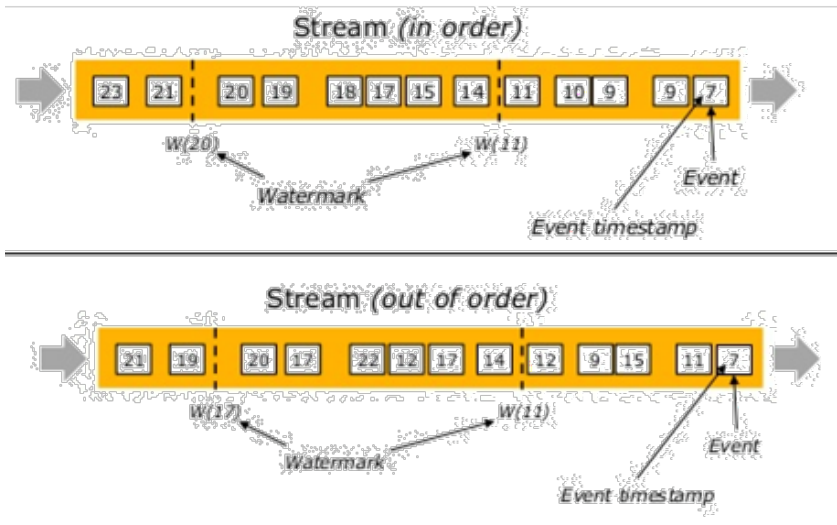 Stream (in order)
23 21 20 19 18 17 15 14 11 10 9 9 7
W(20) W(11)
Watermark
Event
Event timestamp
Stream (out of order)
21 19 20 17 22 12 17 14 12 9 15 11 7
W(17) W(11)
Watermark
Event
Event timestamp